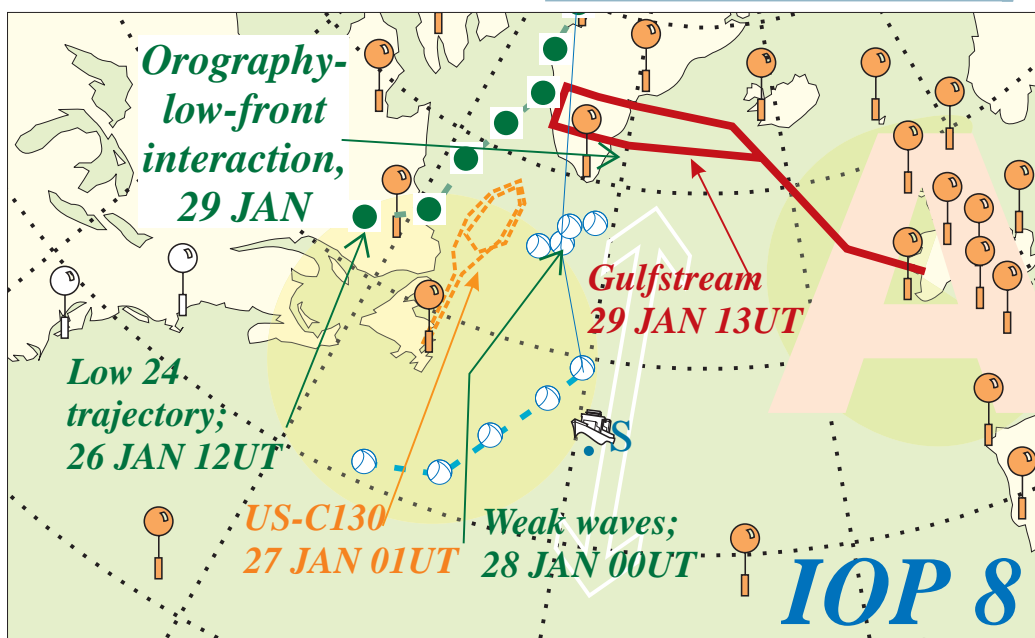 Orography-
low-front
interaction,
29 JAN
A
Gulfstream
29 JAN 13UT
Low 24
trajectory;
26 JAN 12UT
S
US-C130
27 JAN 01UT
Weak waves;
28 JAN 00UT
IOP 8